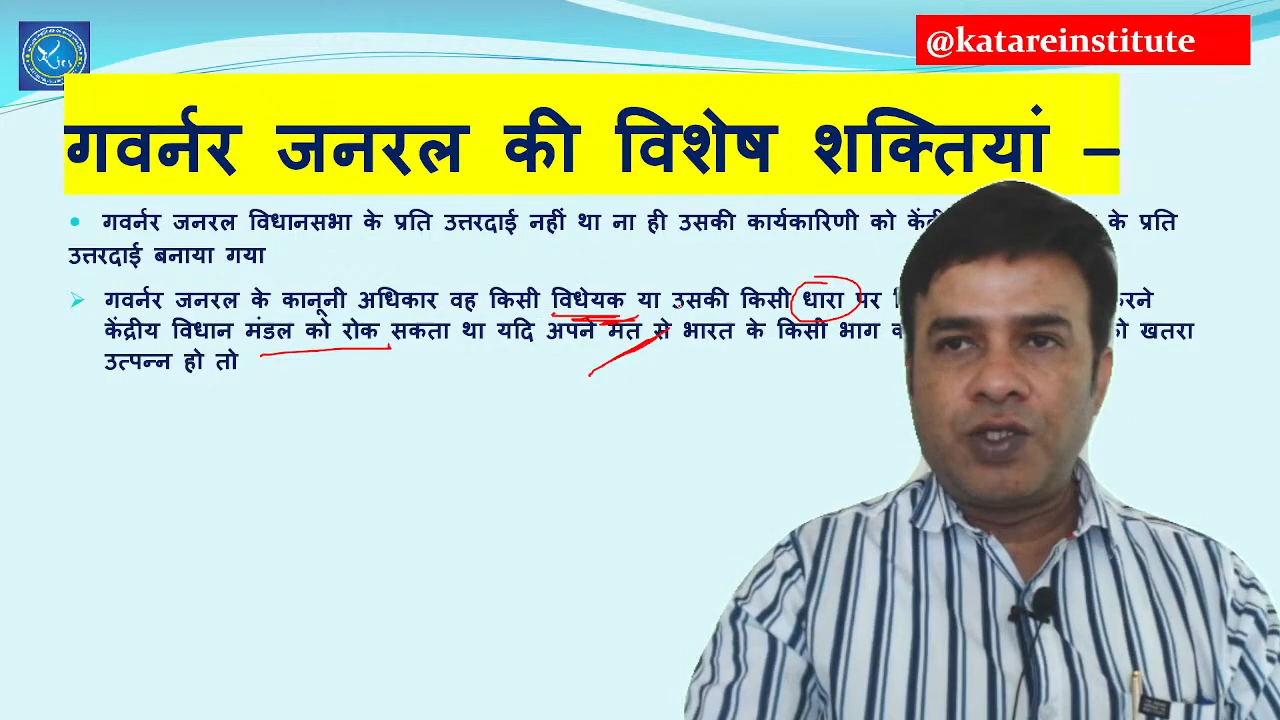 @katareinstitute
गवर्नर जनरल की विशेष शक्तियां –
• गवर्नर जनरल विधानसभा के प्रति उत्तरदाई नहीं था ना ही उसकी कार्यकारिणी को के प्रति
उत्तरदाई बनाया गया
➢ गवर्नर जनरल के कानूनी अधिकार वह किसी विधेयक या उसकी किसी धारा पर
केंद्रीय विधान मंडल को रोक सकता था यदि अपने मत से भारत के किसी भाग खतरा
उत्पन्न हो तो